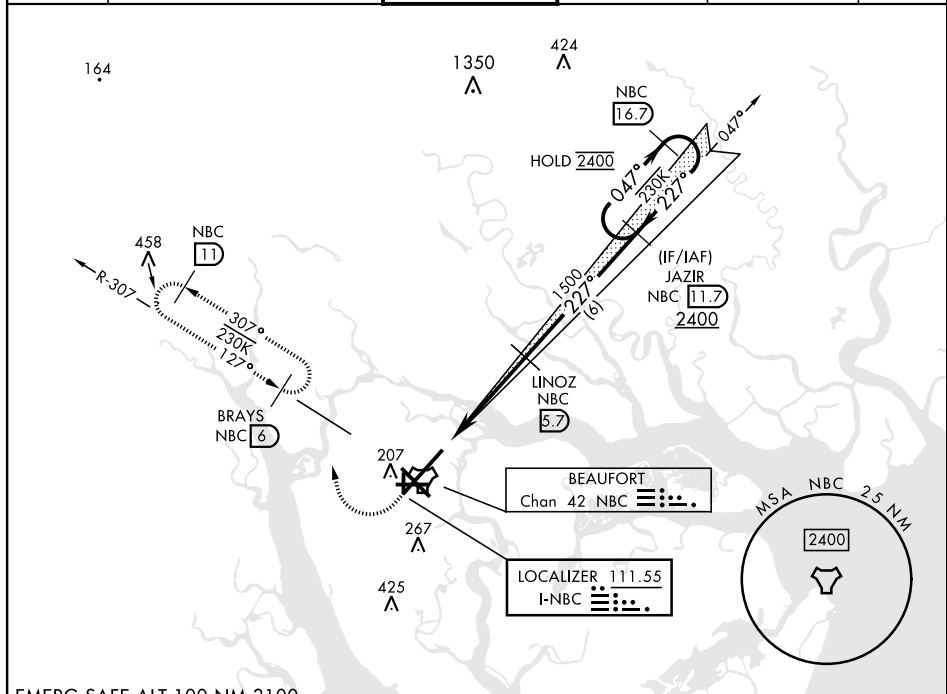 424
164
1350
NBC
16.7
047°
HOLD 2400
047°
230K
227°
458
NBC
11
R-307
(IF/IAF)
JAZIR
NBC 11.7
2400
1500
227°
(6)
307°
230K
127°
LINOZ
NBC
5.7
BRAYS
NBC 6
207
BEAUFORT
Chan 42 NBC
MSA NBC 25 NM
2400
267
LOCALIZER 111.55
I-NBC
425
EMERG SAFE ALT 100 NM 3100